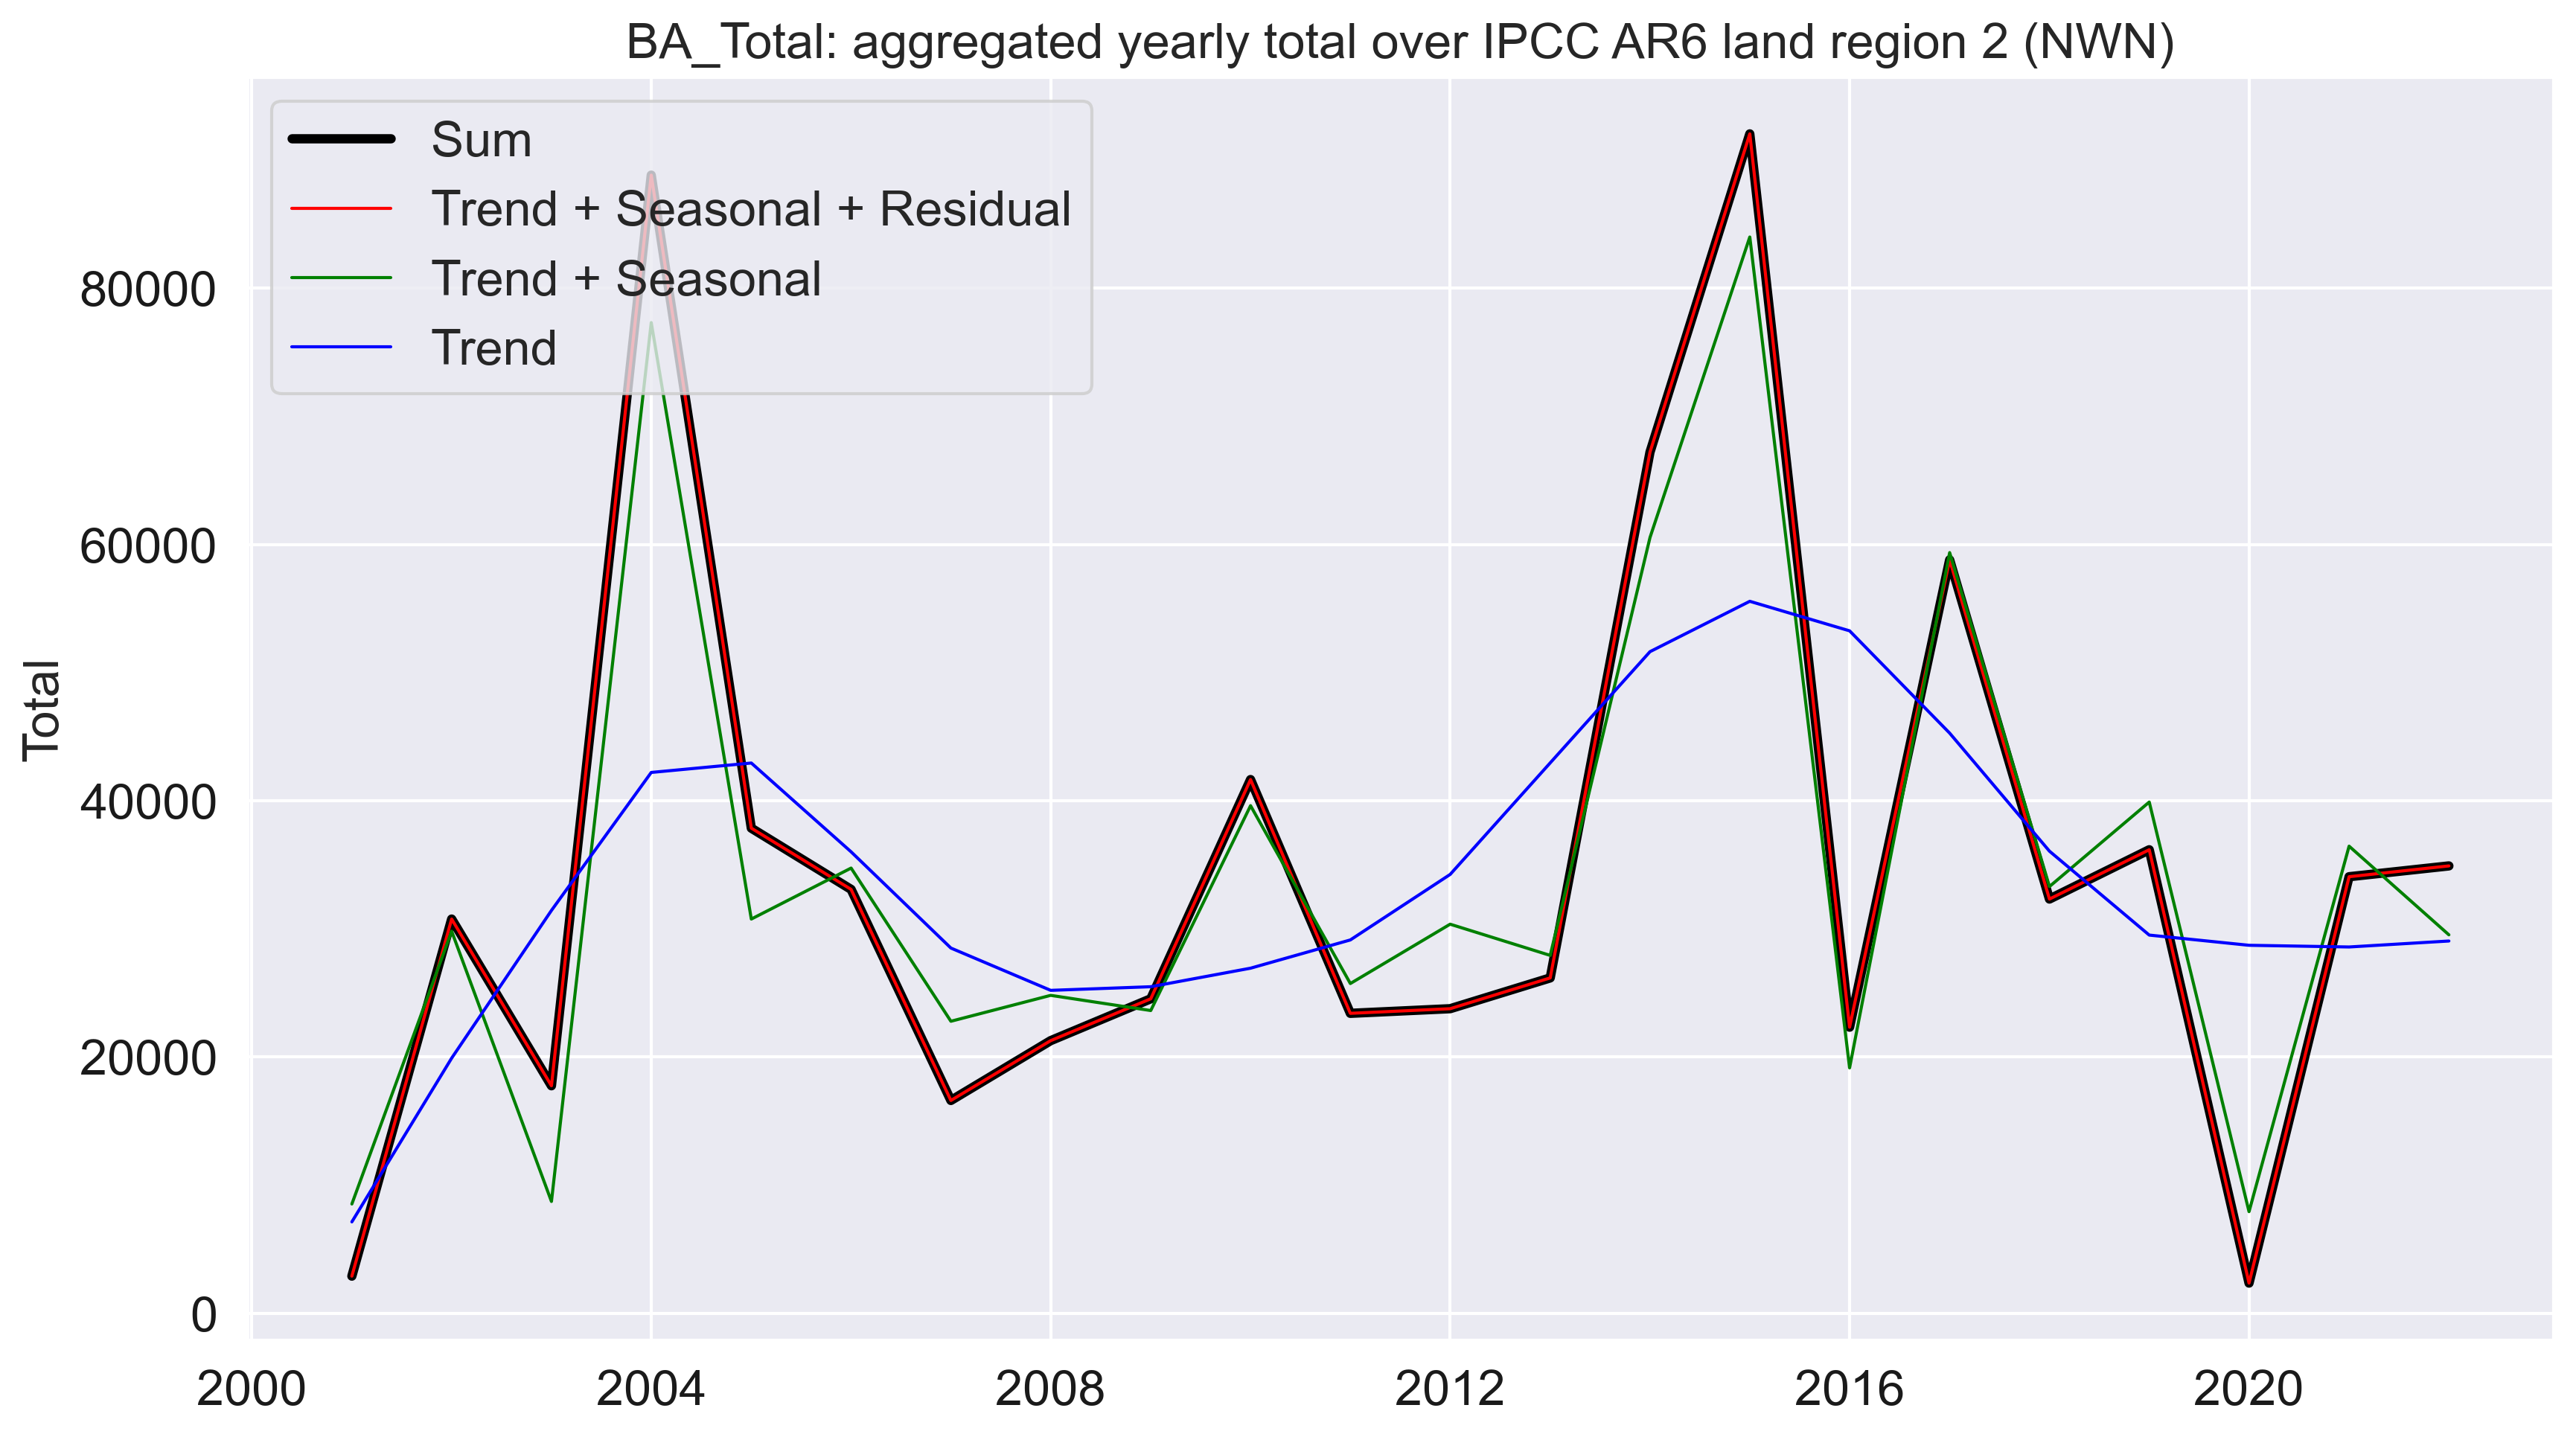 BA_Total: aggregated yearly total over IPCC AR6 land region 2 (NWN)
Sum
Trend + Seasonal + Residual
Trend + Seasonal
Trend
80000
60000
40000
20000
0
Total
2000 2004 2008 2012 2016 2020